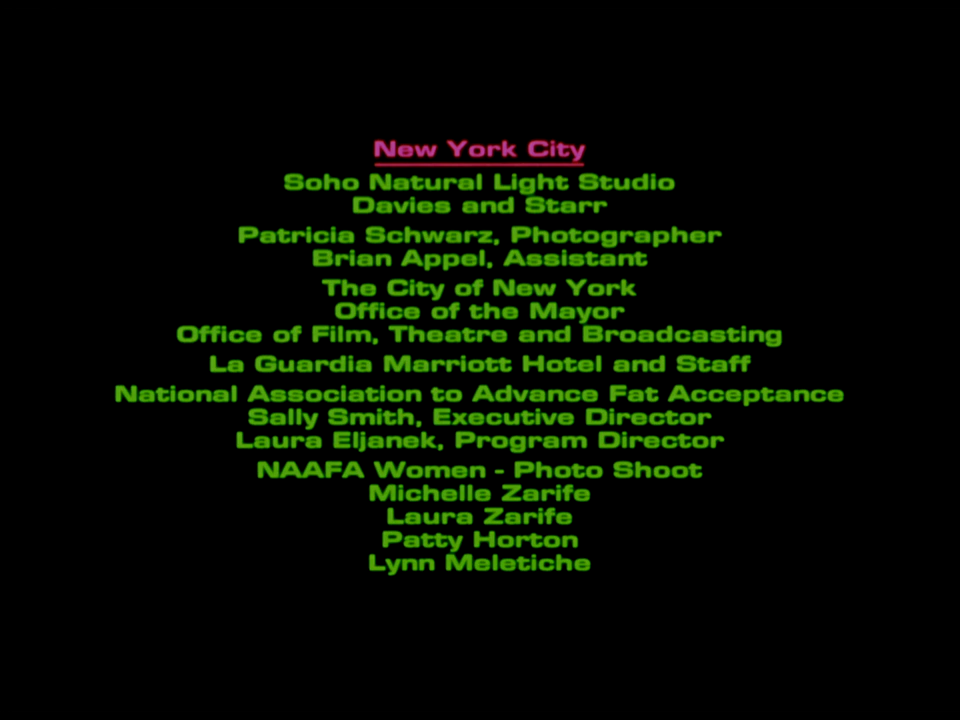 New York City
Soho Natural Light Studio
Davies and Starr
Patricia Schwarz, Photographer
Brian Appel, Assistant
The City of New York
Office of the Mayor
Office of Film, Theatre and Broadcasting
La Guardia Marriott Hotel and Staff
National Association to Advance Fat Acceptance
Sally Smith, Executive Director
Laura Eljanek, Program Director
NAAFA Women - Photo Shoot
Michelle Zarife
Laura Zarife
Patty Horton
Lynn Meletiche